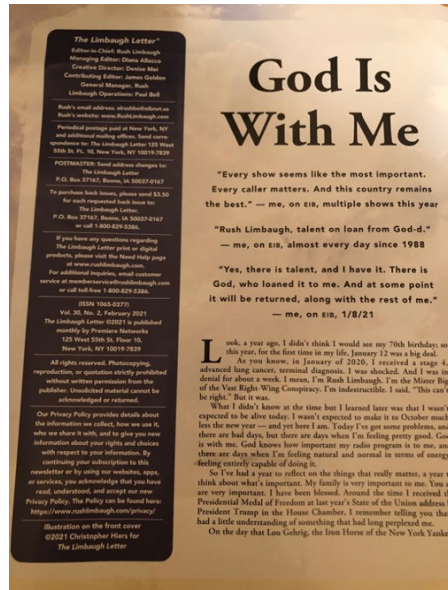 The Limbaugh Letter®
Editor-in-Chief: Rush Limbaugh
Managing Editor: Diana Allocco
Creative Director: Denise Mei
Contributing Editor: James Golden
General Manager, Rush
Limbaugh Operations: Paul Bell
Rush's email address: elrushbo@eibnet.us
Rush's website: www.RushLimbaugh.com
Periodical postage paid at New York, NY
and additional mailing offices. Send corre-
spondence to: The Limbaugh Letter 125 West
55th St. FL. 10, New York, NY 10019-7839
POSTMASTER: Send address changes to:
The Limbaugh Letter
P.O. Box 37167, Boone, IA 50037-0167
To purchase back issues, please send $3.50
for each requested back issue to:
The Limbaugh Letter,
P.O. Box 37167, Boone, IA 50037-0167
or call 1-800-829-5386.
If you have any questions regarding
The Limbaugh Letter print or digital
products, please visit the Need Help page
at www.rushlimbaugh.com.
For additional inquiries, email customer
service at memberservice@rushlimbaugh.com
or call toll-free 1-800-829-5386.
(ISSN 1065-0377)
Vol. 30, No. 2, February 2021
The Limbaugh Letter ©2021 is published
monthly by Premiere Networks
125 West 55th St. Floor 10,
New York, NY 10019-7839
All rights reserved. Photocopying,
reproduction, or quotation strictly prohibited
without written permission from the
publisher. Unsolicited material cannot be
acknowledged or returned.
Our Privacy Policy provides details about
the information we collect, how we use it,
who we share it with, and to give you new
information about your rights and choices
with respect to your information. By
continuing your subscription to this
newsletter or by using our websites, apps,
or services, you acknowledge that you have
read, understood, and accept our new
Privacy Policy. The Policy can be found here:
https://www.rushlimbaugh.com/privacy/
Illustration on the front cover
©2021 Christopher Hiers for
The Limbaugh Letter
God Is
With Me
"Every show seems like the most important.
Every caller matters. And this country remains
the best." — me, on EIB, multiple shows this year
"Rush Limbaugh, talent on loan from God-d."
— me, on EIB, almost every day since 1988
"Yes, there is talent, and I have it. There is
God, who loaned it to me. And at some point
it will be returned, along with the rest of me."
— me, on EIB, 1/8/21
Look, a year ago, I didn't think I would see my 70th birthday; so
this year, for the first time in my life, January 12 was a big deal.
As you know, in January of 2020, I received a stage 4,
advanced lung cancer, terminal diagnosis. I was shocked. And I was in
denial for about a week. I mean, I'm Rush Limbaugh. I'm the Mister Big
of the Vast Right-Wing Conspiracy. I'm indestructible. I said, "This can't
be right." But it was.
What I didn't know at the time but I learned later was that I wasn't
expected to be alive today. I wasn't expected to make it to October much
less the new year — and yet here I am. Today I've got some problems, and
there are bad days, but there are days when I'm feeling pretty good. God
is with me. God knows how important my radio program is to me, and
there are days when I'm feeling natural and normal in terms of energy
feeling entirely capable of doing it.
So I've had a year to reflect on the things that really matter, a year t
think about what's important. My family is very important to me. You a
are very important. I have been blessed. Around the time I received th
Presidential Medal of Freedom at last year's State of the Union address b
President Trump in the House Chamber, I remember telling you that
had a little understanding of something that had long perplexed me.
On the day that Lou Gehrig, the Iron Horse of the New York Yanke